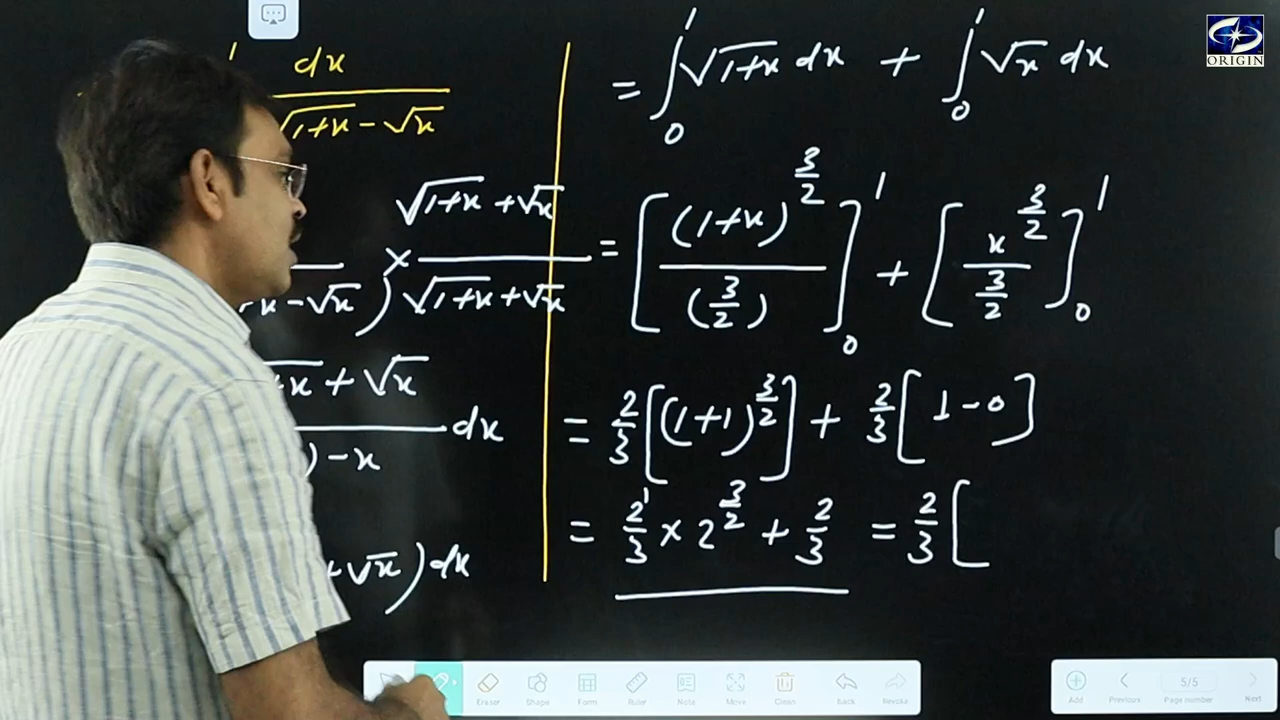 1 dx
√1+x - √x
√1+x + √x
x - √x ) × √1+x + √x
x + √x
) - x dx
+ √x ) dx
= ∫₀¹ √1+x dx + ∫₀¹ √x dx
= [ (1+x)^(3/2) / (3/2) ]₀¹ + [ x^(3/2) / 3/2 ]₀¹
= 2/3 [ (1+1)^(3/2) ] + 2/3 [ 1-0 ]
= 2¹/3 × 2^(3/2) + 2/3 = 2/3 [
ORIGIN
Eraser Shape Form Ruler Note Move Clean Back Revoke
Add Previous 5/5 Page number Next